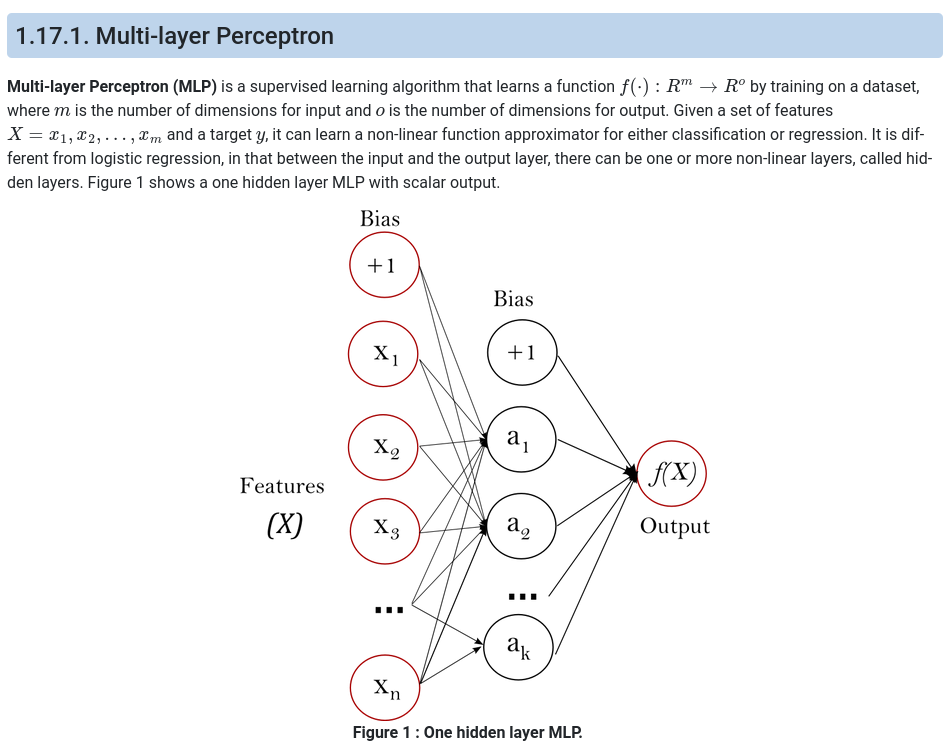 1.17.1. Multi-layer Perceptron
Multi-layer Perceptron (MLP) is a supervised learning algorithm that learns a function f(·) : Rᵐ → Rᵒ by training on a dataset,
where m is the number of dimensions for input and o is the number of dimensions for output. Given a set of features
X = x₁, x₂, . . . , xₘ and a target y, it can learn a non-linear function approximator for either classification or regression. It is dif-
ferent from logistic regression, in that between the input and the output layer, there can be one or more non-linear layers, called hid-
den layers. Figure 1 shows a one hidden layer MLP with scalar output.
Bias
+1
x₁
x₂
x₃
...
xₙ
Features
(X)
Bias
+1
a₁
a₂
...
aₖ
f(X)
Output
Figure 1 : One hidden layer MLP.